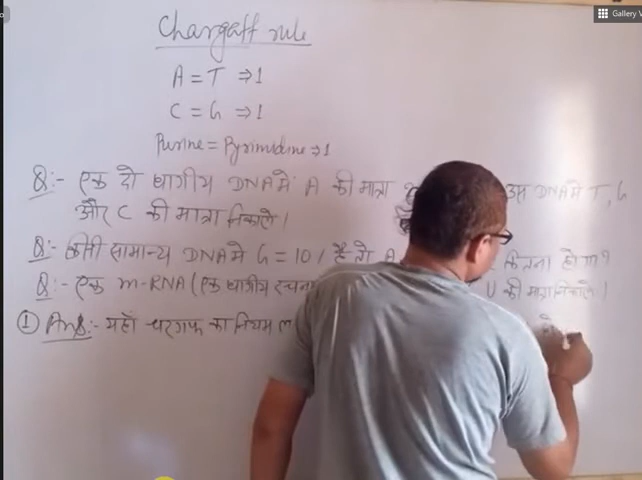 Gallery V
Chargaff rule
A = T ⇒ 1
C = G ⇒ 1
Purine = Pyrimidine ⇒ 1
Q:- एक दो धागीय DNA में A की मात्रा उस DNA में T, G
और C की मात्रा निकालें।
Q:- किसी सामान्य DNA में G = 10% है तो A कितना होगा?
Q:- एक m-RNA (एक धागीय रचना U की मात्रा निकालें।
① Ans:- यहाँ चरगफ का नियम